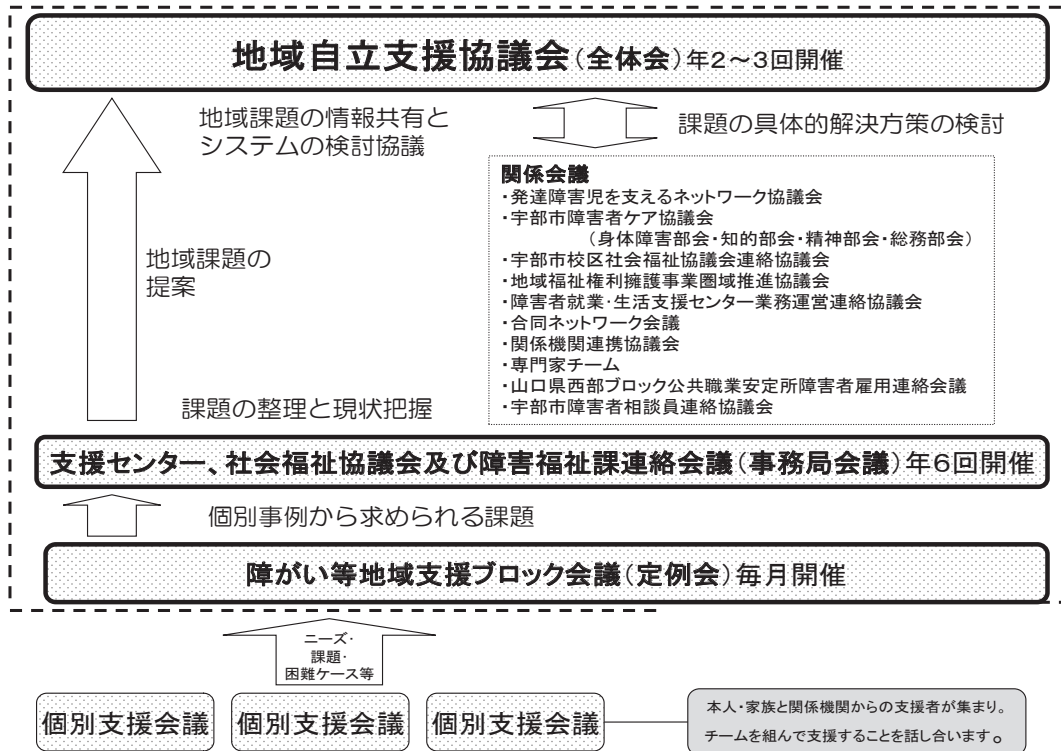 地域自立支援協議会(全体会)年2～3回開催
地域課題の情報共有と
システムの検討協議
課題の具体的解決方策の検討
関係会議
・発達障害児を支えるネットワーク協議会
・宇部市障害者ケア協議会
(身体障害部会・知的部会・精神部会・総務部会)
・宇部市校区社会福祉協議会連絡協議会
・地域福祉権利擁護事業圏域推進協議会
・障害者就業・生活支援センター業務運営連絡協議会
・合同ネットワーク会議
・関係機関連携協議会
・専門家チーム
・山口県西部ブロック公共職業安定所障害者雇用連絡会議
・宇部市障害者相談員連絡協議会
地域課題の
提案
課題の整理と現状把握
支援センター、社会福祉協議会及び障害福祉課連絡会議(事務局会議)年6回開催
個別事例から求められる課題
障がい等地域支援ブロック会議(定例会)毎月開催
ニーズ・
課題・
困難ケース等
個別支援会議
個別支援会議
個別支援会議
本人・家族と関係機関からの支援者が集まり。
チームを組んで支援することを話し合います。